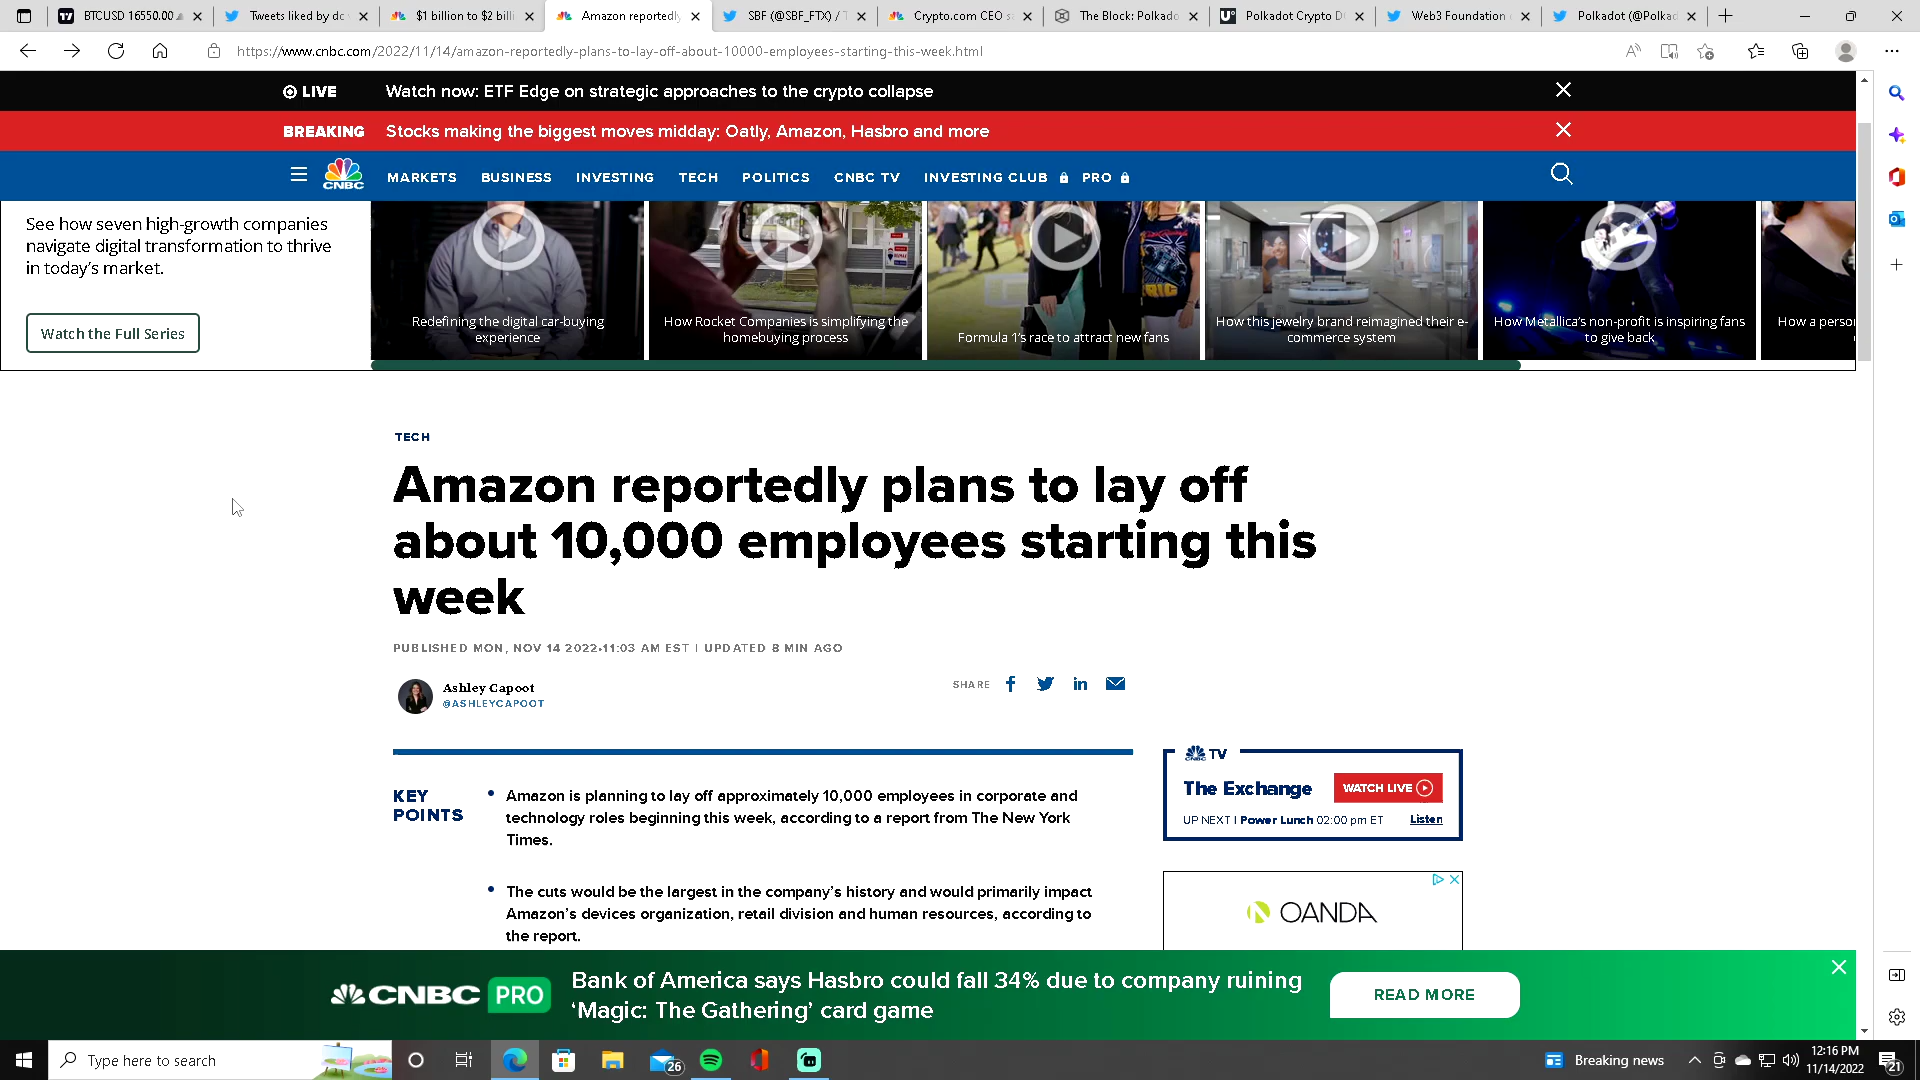 BTCUSD 16550.00
Tweets liked by dc
$1 billion to $2 billi
Amazon reportedly
SBF (@SBF_FTX) / T
Crypto.com CEO s
The Block: Polkado
Polkadot Crypto D
Web3 Foundation
Polkadot (@Polkad
https://www.cnbc.com/2022/11/14/amazon-reportedly-plans-to-lay-off-about-10000-employees-starting-this-week.html
LIVE Watch now: ETF Edge on strategic approaches to the crypto collapse
BREAKING Stocks making the biggest moves midday: Oatly, Amazon, Hasbro and more
CNBC MARKETS BUSINESS INVESTING TECH POLITICS CNBC TV INVESTING CLUB PRO
See how seven high-growth companies
navigate digital transformation to thrive
in today's market.
Watch the Full Series
Redefining the digital car-buying
experience
How Rocket Companies is simplifying the
homebuying process
Formula 1's race to attract new fans
How this jewelry brand reimagined their e-
commerce system
How Metallica's non-profit is inspiring fans
to give back
How a perso
TECH
Amazon reportedly plans to lay off
about 10,000 employees starting this
week
PUBLISHED MON, NOV 14 2022•11:03 AM EST | UPDATED 8 MIN AGO
Ashley Capoot
@ASHLEYCAPOOT
SHARE
KEY
POINTS
• Amazon is planning to lay off approximately 10,000 employees in corporate and
technology roles beginning this week, according to a report from The New York
Times.
• The cuts would be the largest in the company's history and would primarily impact
Amazon's devices organization, retail division and human resources, according to
the report.
CNBC TV
The Exchange
WATCH LIVE
UP NEXT | Power Lunch 02:00 pm ET
Listen
OANDA
CNBC PRO
Bank of America says Hasbro could fall 34% due to company ruining
'Magic: The Gathering' card game
READ MORE
Type here to search
26
Breaking news
12:16 PM
11/14/2022
21